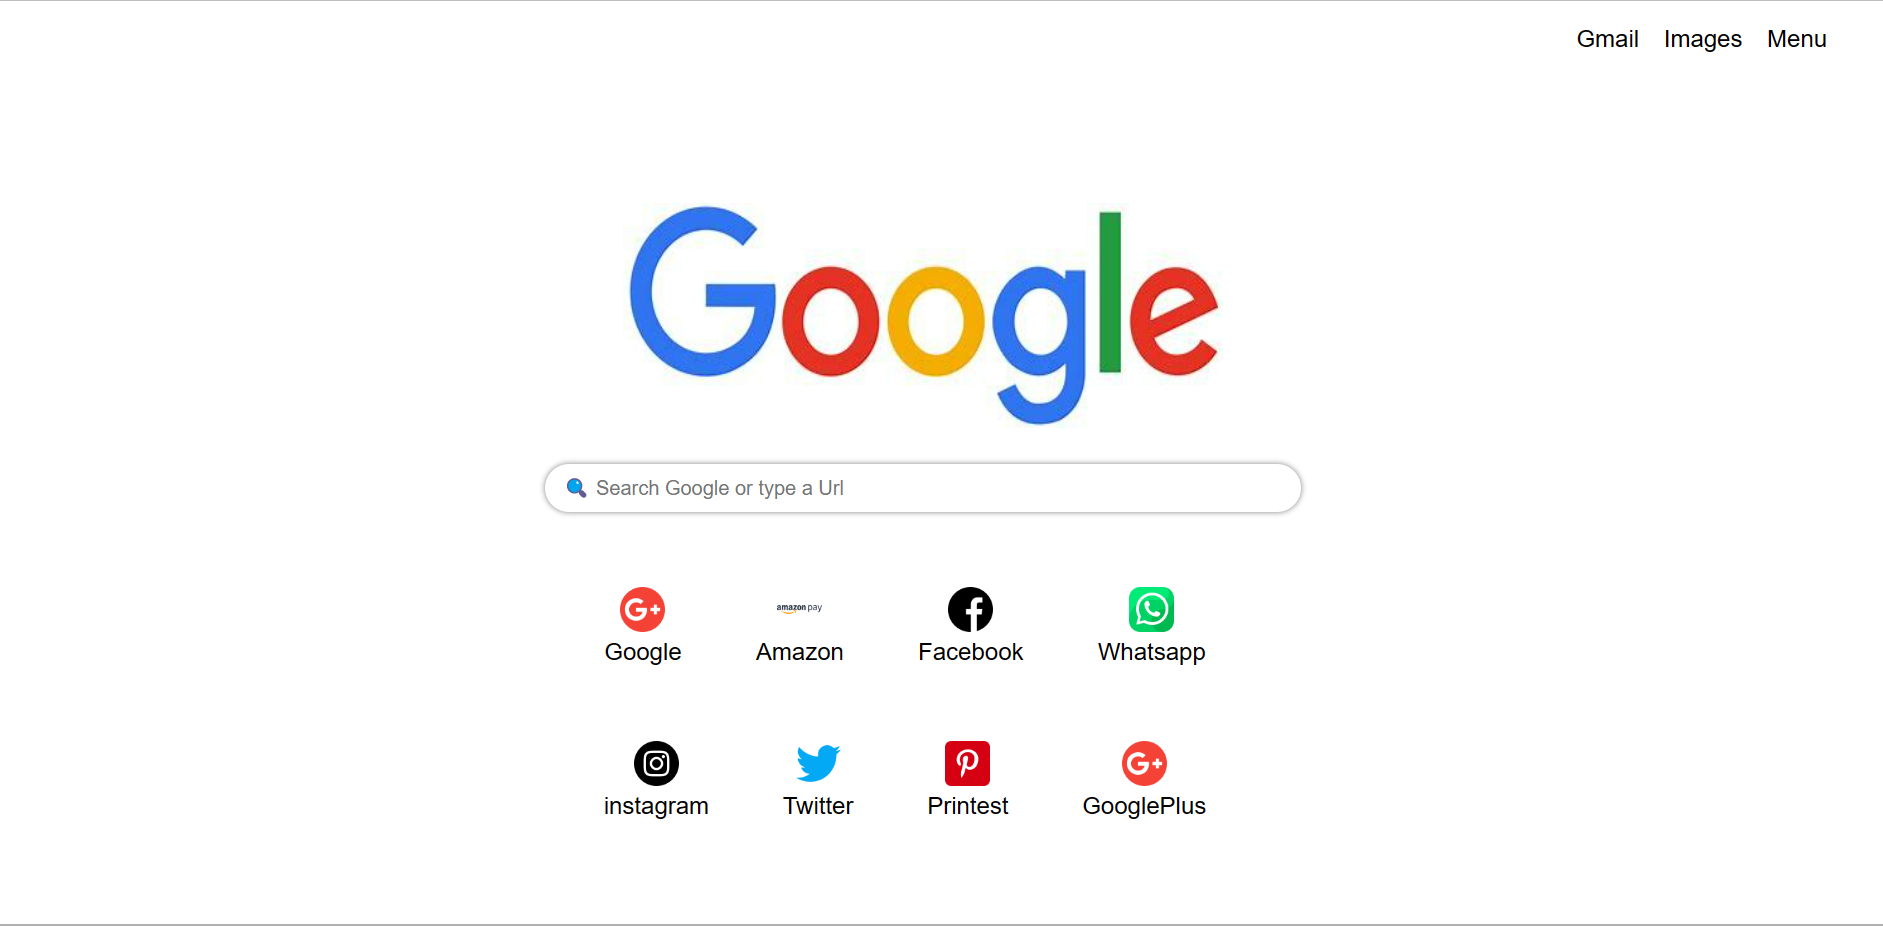 Gmail Images Menu
Google
Search Google or type a Url
amazon pay
Google Amazon Facebook Whatsapp
instagram Twitter Printest GooglePlus